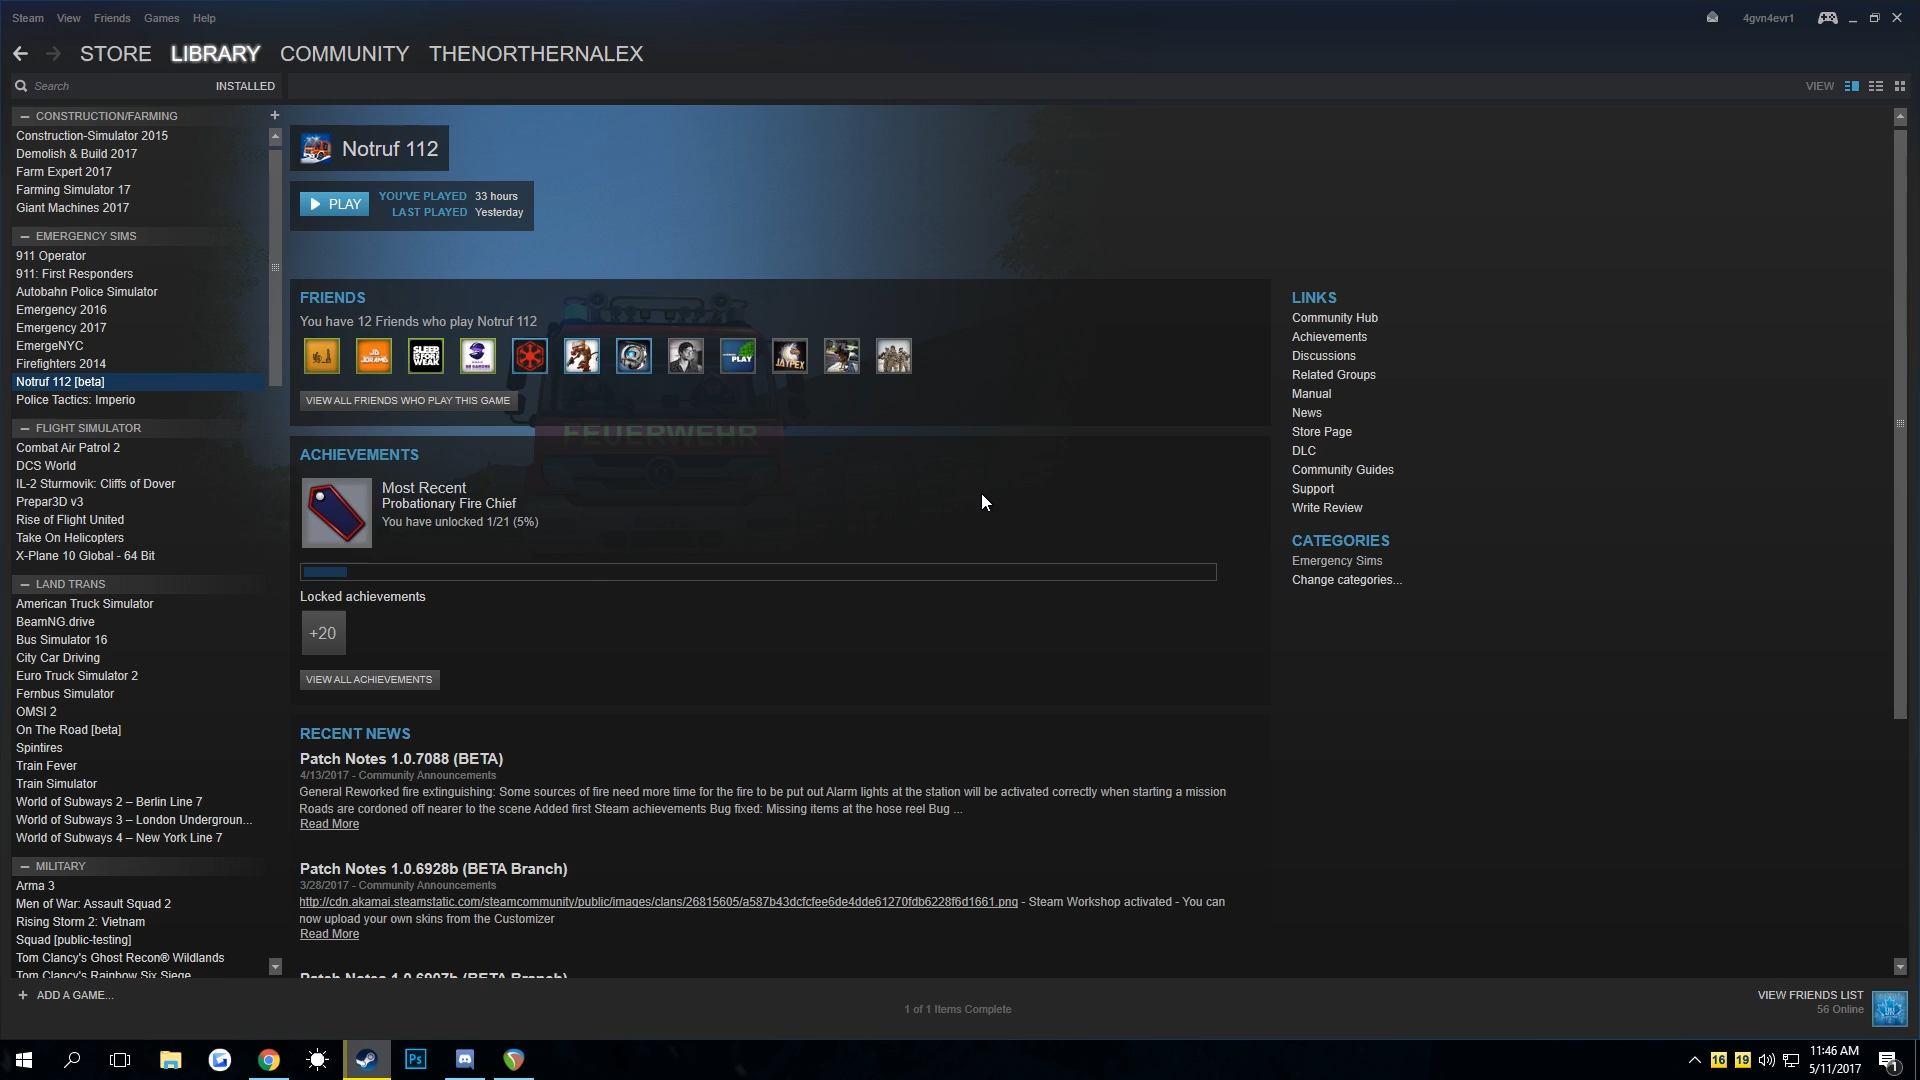 Steam View Friends Games Help
4gvn4evr1
STORE LIBRARY COMMUNITY THENORTHERNALEX
Search INSTALLED
VIEW
— CONSTRUCTION/FARMING +
Construction-Simulator 2015
Demolish & Build 2017
Farm Expert 2017
Farming Simulator 17
Giant Machines 2017
— EMERGENCY SIMS
911 Operator
911: First Responders
Autobahn Police Simulator
Emergency 2016
Emergency 2017
EmergeNYC
Firefighters 2014
Notruf 112 [beta]
Police Tactics: Imperio
— FLIGHT SIMULATOR
Combat Air Patrol 2
DCS World
IL-2 Sturmovik: Cliffs of Dover
Prepar3D v3
Rise of Flight United
Take On Helicopters
X-Plane 10 Global - 64 Bit
— LAND TRANS
American Truck Simulator
BeamNG.drive
Bus Simulator 16
City Car Driving
Euro Truck Simulator 2
Fernbus Simulator
OMSI 2
On The Road [beta]
Spintires
Train Fever
Train Simulator
World of Subways 2 – Berlin Line 7
World of Subways 3 – London Undergroun...
World of Subways 4 – New York Line 7
— MILITARY
Arma 3
Men of War: Assault Squad 2
Rising Storm 2: Vietnam
Squad [public-testing]
Tom Clancy's Ghost Recon® Wildlands
Tom Clancy's Rainbow Six Siege
+ ADD A GAME...
Notruf 112
PLAY
YOU'VE PLAYED 33 hours
LAST PLAYED Yesterday
FRIENDS
You have 12 Friends who play Notruf 112
SLEEP IS FOR WEAK
PLAY
JAYPEX
VIEW ALL FRIENDS WHO PLAY THIS GAME
FEUERWEHR
ACHIEVEMENTS
Most Recent
Probationary Fire Chief
You have unlocked 1/21 (5%)
Locked achievements
+20
VIEW ALL ACHIEVEMENTS
RECENT NEWS
Patch Notes 1.0.7088 (BETA)
4/13/2017 - Community Announcements
General Reworked fire extinguishing: Some sources of fire need more time for the fire to be put out Alarm lights at the station will be activated correctly when starting a mission
Roads are cordoned off nearer to the scene Added first Steam achievements Bug fixed: Missing items at the hose reel Bug ...
Read More
Patch Notes 1.0.6928b (BETA Branch)
3/28/2017 - Community Announcements
http://cdn.akamai.steamstatic.com/steamcommunity/public/images/clans/26815605/a587b43dcfcfee6de4dde61270fdb6228f6d1661.png - Steam Workshop activated - You can
now upload your own skins from the Customizer
Read More
Patch Notes 1.0.6907b (BETA Branch)
LINKS
Community Hub
Achievements
Discussions
Related Groups
Manual
News
Store Page
DLC
Community Guides
Support
Write Review
CATEGORIES
Emergency Sims
Change categories...
1 of 1 Items Complete
VIEW FRIENDS LIST
56 Online
Ps
16 19
11:46 AM
5/11/2017
1